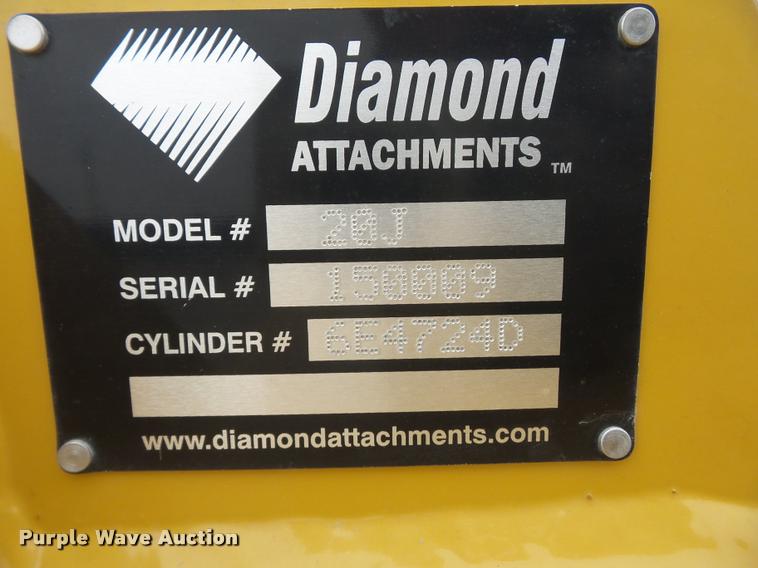 Diamond
ATTACHMENTS ™
MODEL # 20J
SERIAL # 150009
CYLINDER # 6E4724D
www.diamondattachments.com
Purple Wave Auction